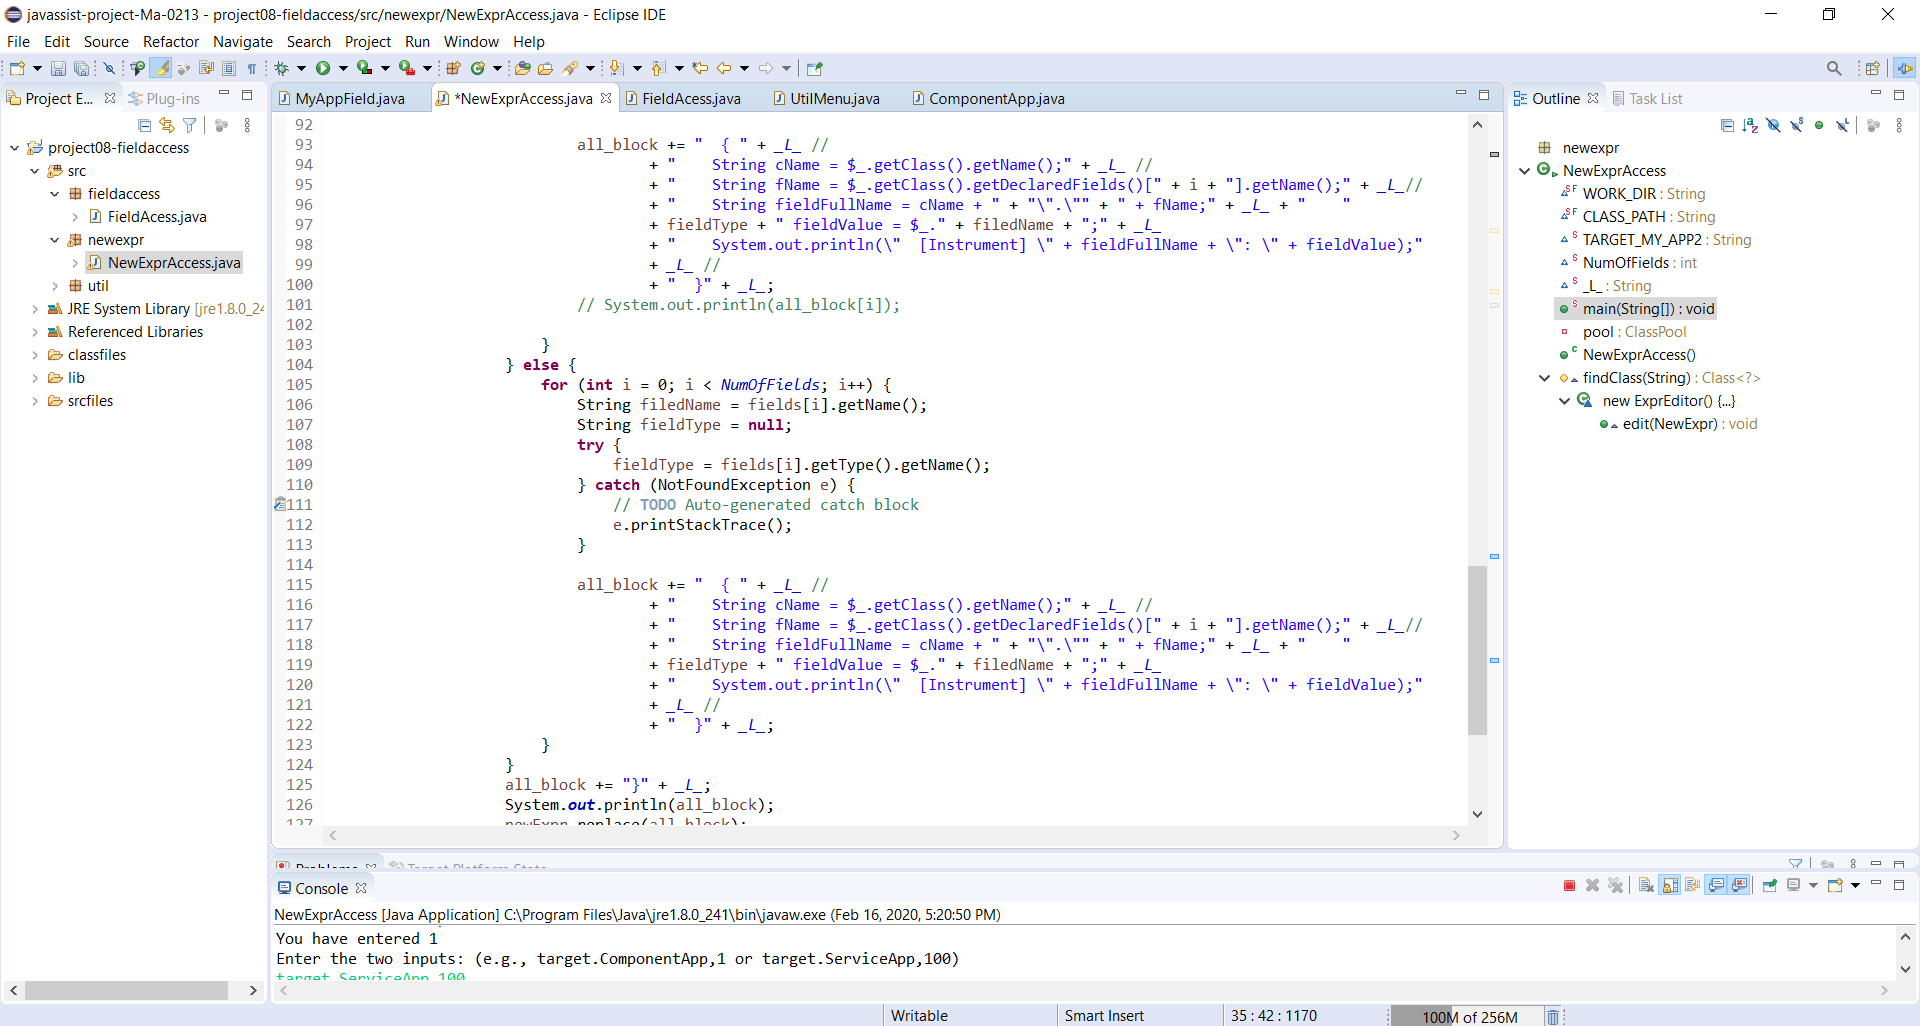 javassist-project-Ma-0213 - project08-fieldaccess/src/newexpr/NewExprAccess.java - Eclipse IDE
File Edit Source Refactor Navigate Search Project Run Window Help
Project E... Plug-ins
project08-fieldaccess
src
fieldaccess
FieldAcess.java
newexpr
NewExprAccess.java
util
JRE System Library [jre1.8.0_24
Referenced Libraries
classfiles
lib
srcfiles
MyAppField.java *NewExprAccess.java FieldAcess.java UtilMenu.java ComponentApp.java
92
93 all_block += "  { " + _L_ //
94 + "    String cName = $_.getClass().getName();" + _L_ //
95 + "    String fName = $_.getClass().getDeclaredFields()[" + i + "].getName();" + _L_//
96 + "    String fieldFullName = cName + " + "\".\"" + " + fName;" + _L_ + "    "
97 + fieldType + " fieldValue = $_." + filedName + ";" + _L_
98 + "    System.out.println(\"  [Instrument] \" + fieldFullName + \": \" + fieldValue);"
99 + _L_ //
100 + "  }" + _L_;
101 // System.out.println(all_block[i]);
102
103 }
104 } else {
105 for (int i = 0; i < NumOfFields; i++) {
106 String filedName = fields[i].getName();
107 String fieldType = null;
108 try {
109 fieldType = fields[i].getType().getName();
110 } catch (NotFoundException e) {
111 // TODO Auto-generated catch block
112 e.printStackTrace();
113 }
114
115 all_block += "  { " + _L_ //
116 + "    String cName = $_.getClass().getName();" + _L_ //
117 + "    String fName = $_.getClass().getDeclaredFields()[" + i + "].getName();" + _L_//
118 + "    String fieldFullName = cName + " + "\".\"" + " + fName;" + _L_ + "    "
119 + fieldType + " fieldValue = $_." + filedName + ";" + _L_
120 + "    System.out.println(\"  [Instrument] \" + fieldFullName + \": \" + fieldValue);"
121 + _L_ //
122 + "  }" + _L_;
123 }
124 }
125 all_block += "}" + _L_;
126 System.out.println(all_block);
127 newExpr.replace(all_block);
Outline Task List
newexpr
NewExprAccess
WORK_DIR : String
CLASS_PATH : String
TARGET_MY_APP2 : String
NumOfFields : int
_L_ : String
main(String[]) : void
pool : ClassPool
NewExprAccess()
findClass(String) : Class<?>
new ExprEditor() {...}
edit(NewExpr) : void
Problems Target Platform State
Console
NewExprAccess [Java Application] C:\Program Files\Java\jre1.8.0_241\bin\javaw.exe (Feb 16, 2020, 5:20:50 PM)
You have entered 1
Enter the two inputs: (e.g., target.ComponentApp,1 or target.ServiceApp,100)
target.ServiceApp,100
Writable Smart Insert 35 : 42 : 1170 100M of 256M